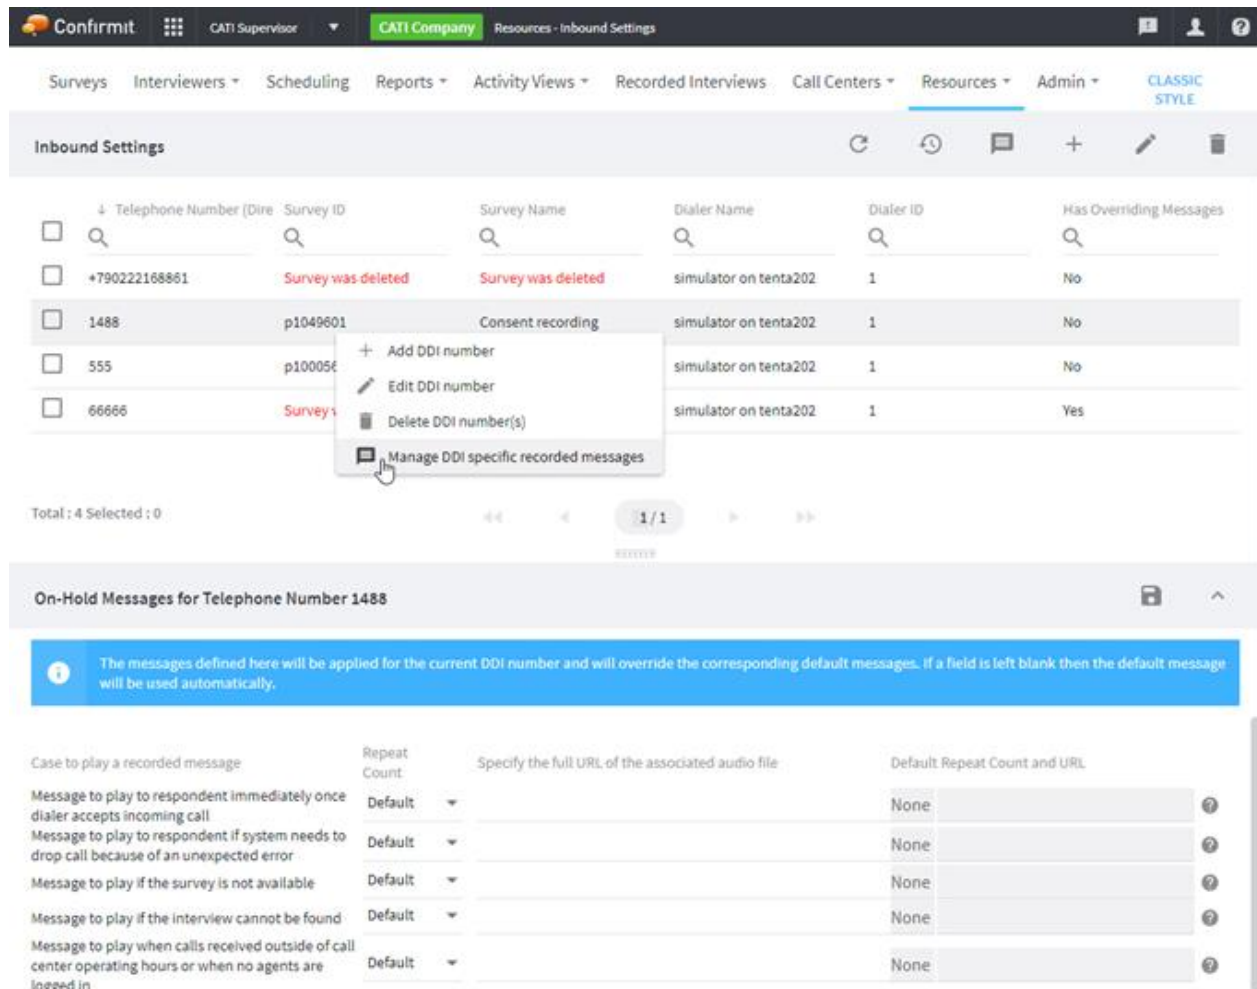 Confirmit CATI Supervisor CATI Company Resources - Inbound Settings
Surveys Interviewers Scheduling Reports Activity Views Recorded Interviews Call Centers Resources Admin CLASSIC
STYLE
Inbound Settings
Telephone Number (Dire Survey ID Survey Name Dialer Name Dialer ID Has Overriding Messages
+790222168861 Survey was deleted Survey was deleted simulator on tenta202 1 No
1488 p1049601 Consent recording simulator on tenta202 1 No
Add DDI number
555 p100056 simulator on tenta202 1 No
Edit DDI number
66666 Survey simulator on tenta202 1 Yes
Delete DDI number(s)
Manage DDI specific recorded messages
Total : 4 Selected : 0 1 / 1
On-Hold Messages for Telephone Number 1488
The messages defined here will be applied for the current DDI number and will override the corresponding default messages. If a field is left blank then the default message
will be used automatically.
Case to play a recorded message Repeat Count Specify the full URL of the associated audio file Default Repeat Count and URL
Message to play to respondent immediately once
dialer accepts incoming call Default None
Message to play to respondent if system needs to
drop call because of an unexpected error Default None
Message to play if the survey is not available Default None
Message to play if the interview cannot be found Default None
Message to play when calls received outside of call
center operating hours or when no agents are Default None
logged in